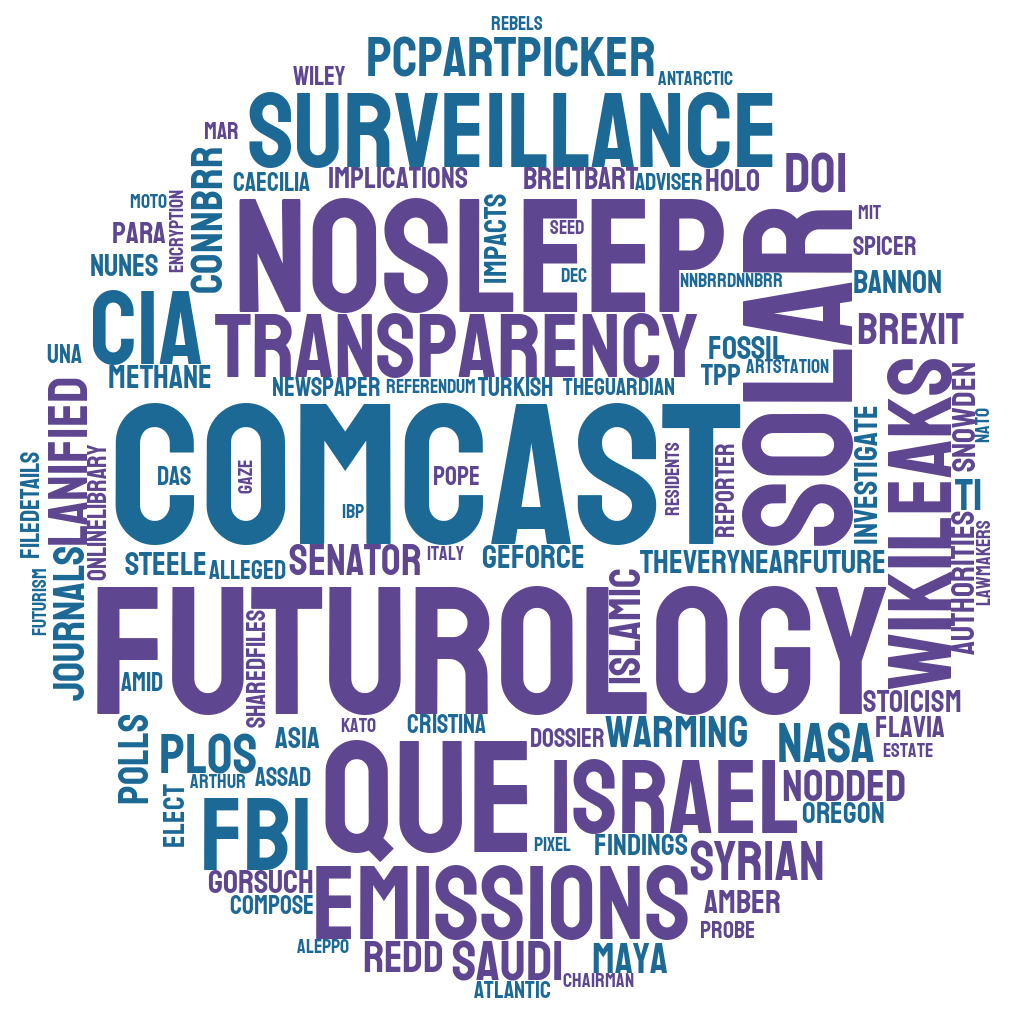 REBELS
PCPARTPICKER
WILEY
ANTARCTIC
SURVEILLANCE
MAR
DOI
CONNBRR
CAECILIA
IMPLICATIONS
BREITBART
ADVISER
HOLO
MOTO
ENCRYPTION
PARA
NUNES
NOSLEEP
IMPACTS
SEED
DEC
NNBRRDNNBRR
SOLAR
MIT
SPICER
BANNON
BREXIT
CIA
TRANSPARENCY
FOSSIL
UNA
METHANE
TPP
ARTSTATION
NEWSPAPER
REFERENDUM
TURKISH
THEGUARDIAN
LANIFIED
COMCAST
DAS
GAZE
IBP
POPE
RESIDENTS
REPORTER
INVESTIGATE
WIKILEAKS
SNOWDEN
NATO
TI
FILEDETAILS
ONLINELIBRARY
AUTHORITIES
LAWMAKERS
STEELE
ALLEGED
SENATOR
ITALY
GEFORCE
THEVERYNEARFUTURE
FUTURISM
JOURNALS
FUTUROLOGY
ISLAMIC
SHAREDFILES
AMID
STOICISM
FLAVIA
ESTATE
POLLS
PLOS
ASIA
KATO
CRISTINA
DOSSIER
WARMING
NASA
ARTHUR
ASSAD
QUE
ISRAEL
NODDED
OREGON
ELECT
FBI
PIXEL
FINDINGS
SYRIAN
GORSUCH
COMPOSE
EMISSIONS
AMBER
PROBE
ALEPPO
REDD
SAUDI
MAYA
CHAIRMAN
ATLANTIC